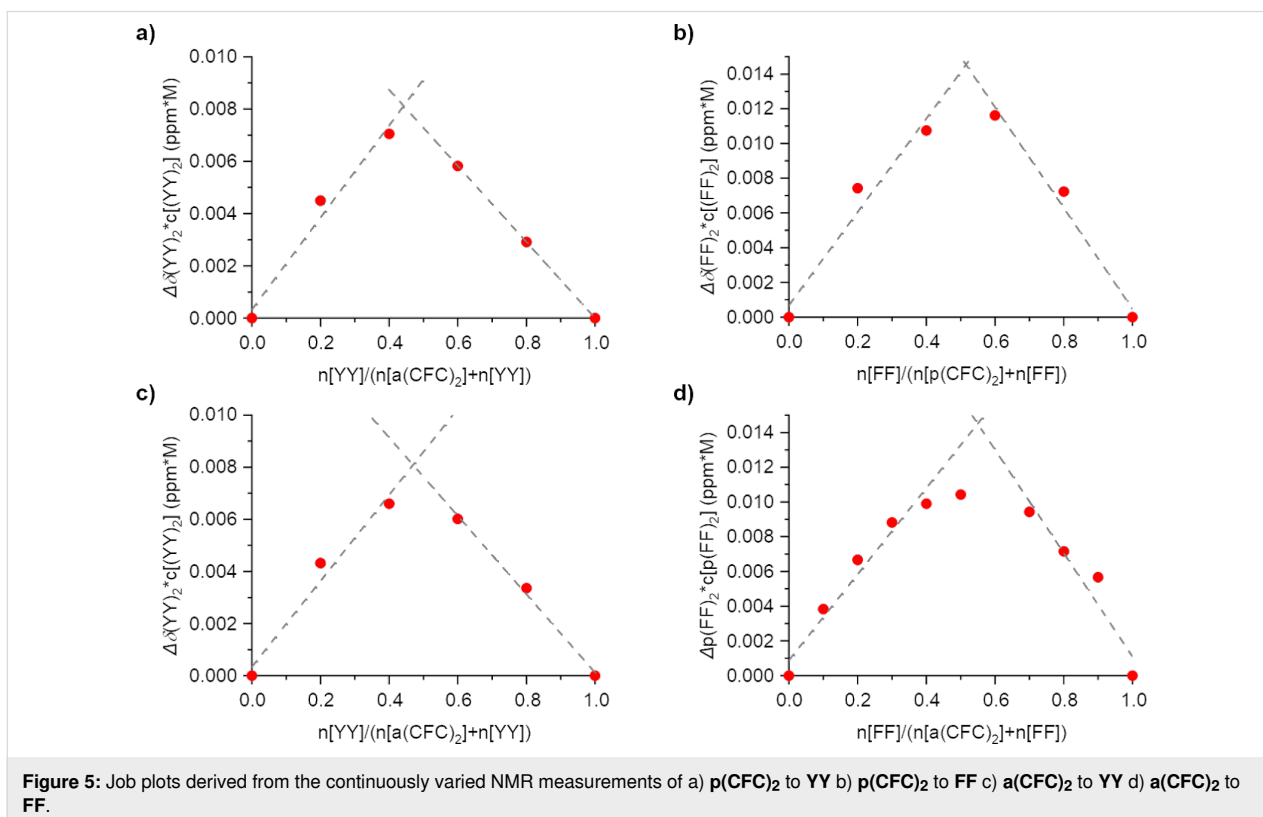 a)
0.010
0.008
0.006
0.004
0.002
0.000
Δδ(YY)₂*c[(YY)₂] (ppm*M)
0.0 0.2 0.4 0.6 0.8 1.0
n[YY]/(n[a(CFC)₂]+n[YY])
b)
0.014
0.012
0.010
0.008
0.006
0.004
0.002
0.000
Δδ(FF)₂*c[(FF)₂] (ppm*M)
0.0 0.2 0.4 0.6 0.8 1.0
n[FF]/(n[p(CFC)₂]+n[FF])
c)
0.010
0.008
0.006
0.004
0.002
0.000
Δδ(YY)₂*c[(YY)₂] (ppm*M)
0.0 0.2 0.4 0.6 0.8 1.0
n[YY]/(n[a(CFC)₂]+n[YY])
d)
0.014
0.012
0.010
0.008
0.006
0.004
0.002
0.000
Δp(FF)₂*c[p(FF)₂] (ppm*M)
0.0 0.2 0.4 0.6 0.8 1.0
n[FF]/(n[a(CFC)₂]+n[FF])
Figure 5: Job plots derived from the continuously varied NMR measurements of a) p(CFC)₂ to YY b) p(CFC)₂ to FF c) a(CFC)₂ to YY d) a(CFC)₂ to
FF.